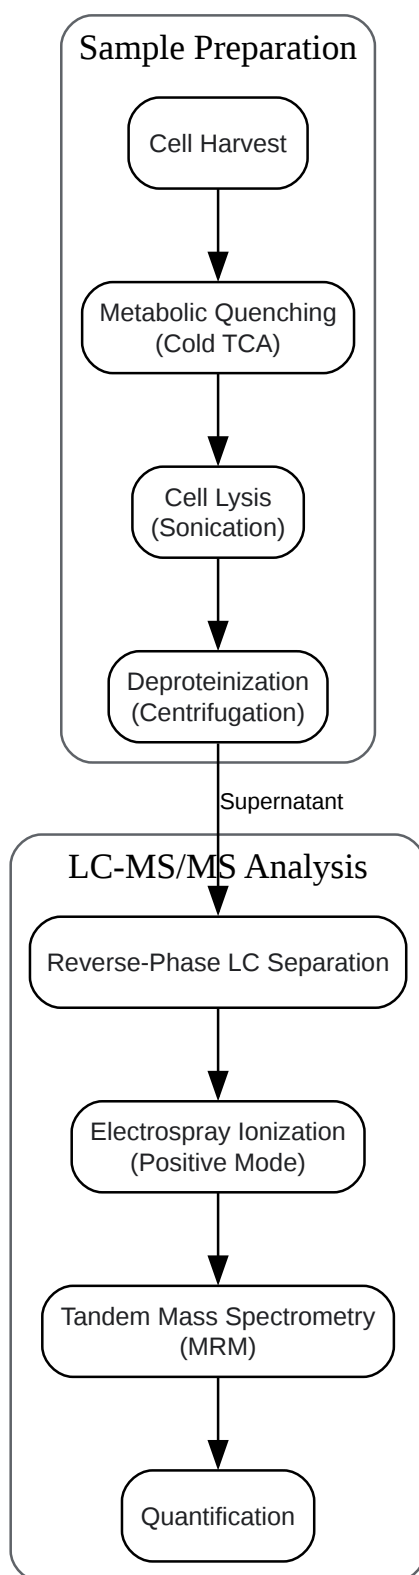 Sample Preparation
Cell Harvest
Metabolic Quenching
(Cold TCA)
Cell Lysis
(Sonication)
Deproteinization
(Centrifugation)
Supernatant
LC-MS/MS Analysis
Reverse-Phase LC Separation
Electrospray Ionization
(Positive Mode)
Tandem Mass Spectrometry
(MRM)
Quantification